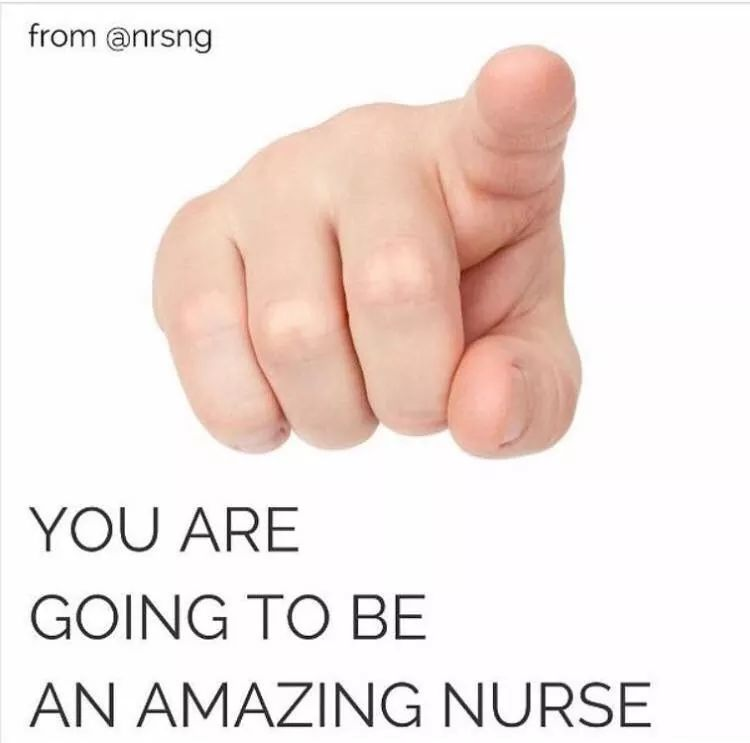 from @nrsng
YOU ARE
GOING TO BE
AN AMAZING NURSE